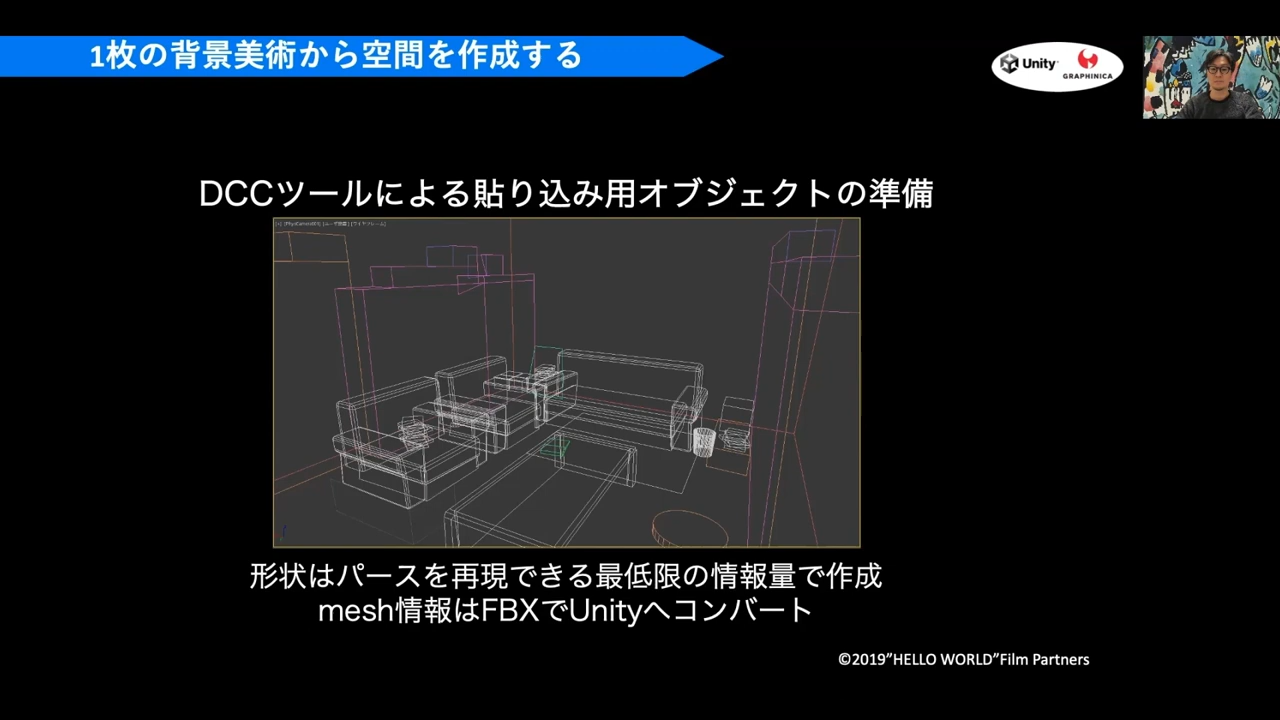 1枚の背景美術から空間を作成する
Unity
GRAPHINICA
DCCツールによる貼り込み用オブジェクトの準備
形状はパースを再現できる最低限の情報量で作成
mesh情報はFBXでUnityへコンバート
©2019”HELLO WORLD”Film Partners